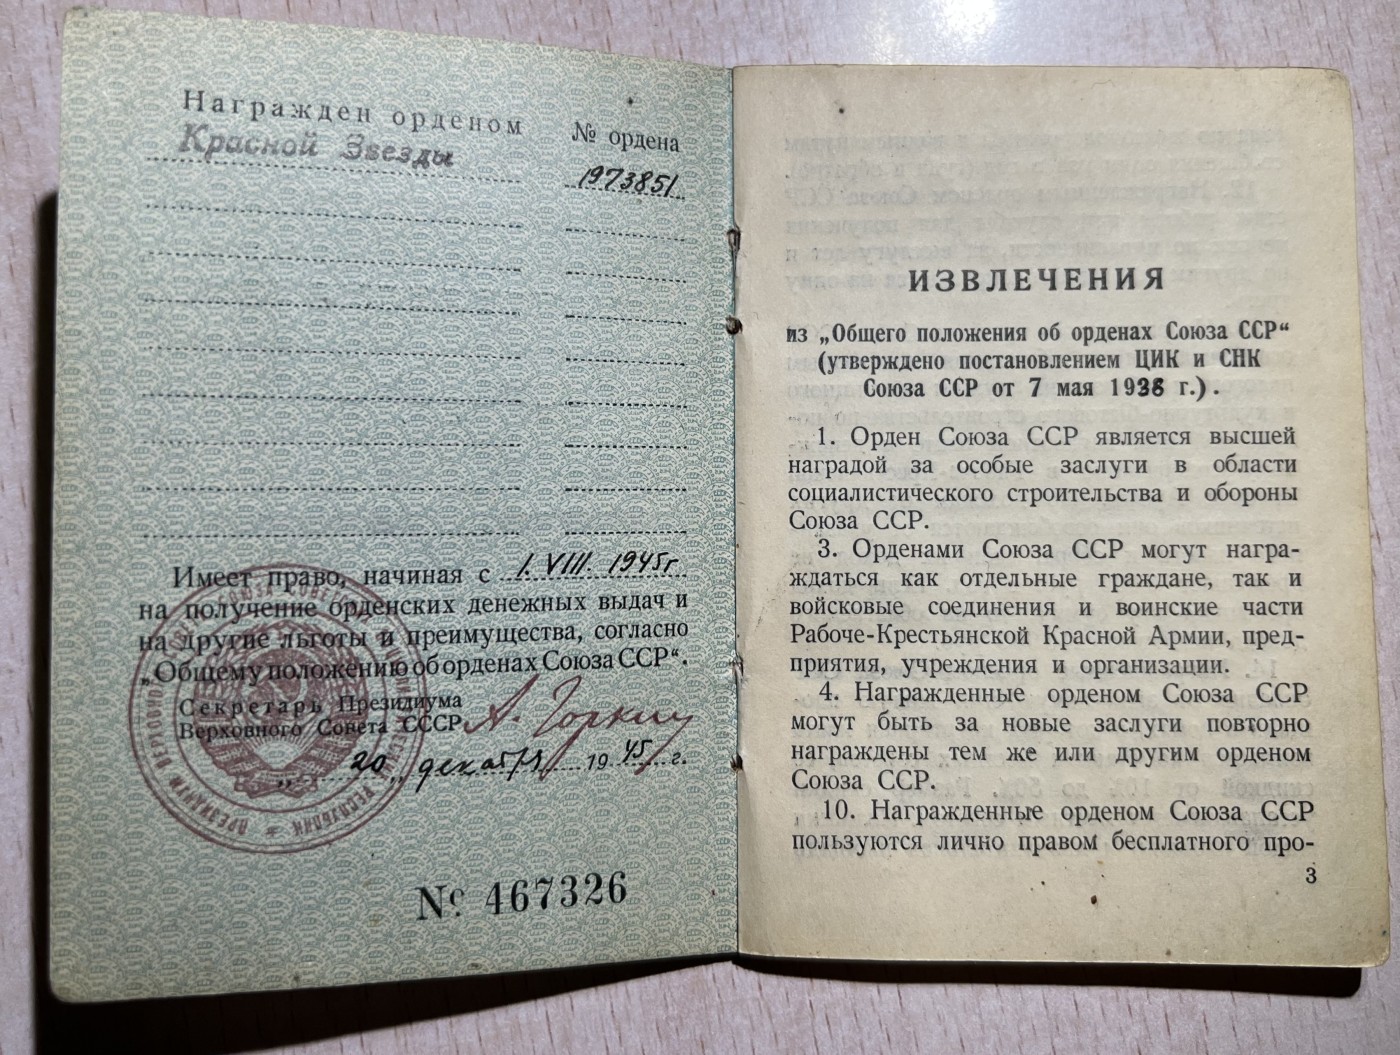 Награжден орденом
Красной Звезды
№ ордена
1973851
Имеет право, начиная с 1. VIII. 1945г
на получение орденских денежных выдач и
на другие льготы и преимущества, согласно
„Общему положению об орденах Союза ССР“.
Секретарь Президиума
Верховного Совета СССР А. Горкин
„20„ декабря 1945 г.
№ 467326
ИЗВЛЕЧЕНИЯ
из „Общего положения об орденах Союза ССР“
(утверждено постановлением ЦИК и СНК
Союза ССР от 7 мая 1936 г.).
1. Орден Союза ССР является высшей
наградой за особые заслуги в области
социалистического строительства и обороны
Союза ССР.
3. Орденами Союза ССР могут награ-
ждаться как отдельные граждане, так и
войсковые соединения и воинские части
Рабоче-Крестьянской Красной Армии, пред-
приятия, учреждения и организации.
4. Награжденные орденом Союза ССР
могут быть за новые заслуги повторно
награждены тем же или другим орденом
Союза ССР.
10. Награжденные орденом Союза ССР
пользуются лично правом бесплатного про-
3